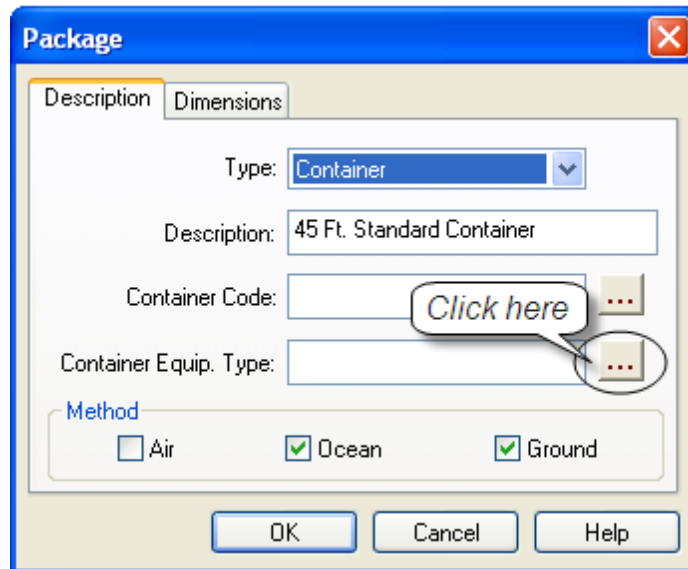 Package
Description Dimensions
Type: Container
Description: 45 Ft. Standard Container
Container Code: ...
Click here
Container Equip. Type: ...
Method
Air Ocean Ground
OK Cancel Help